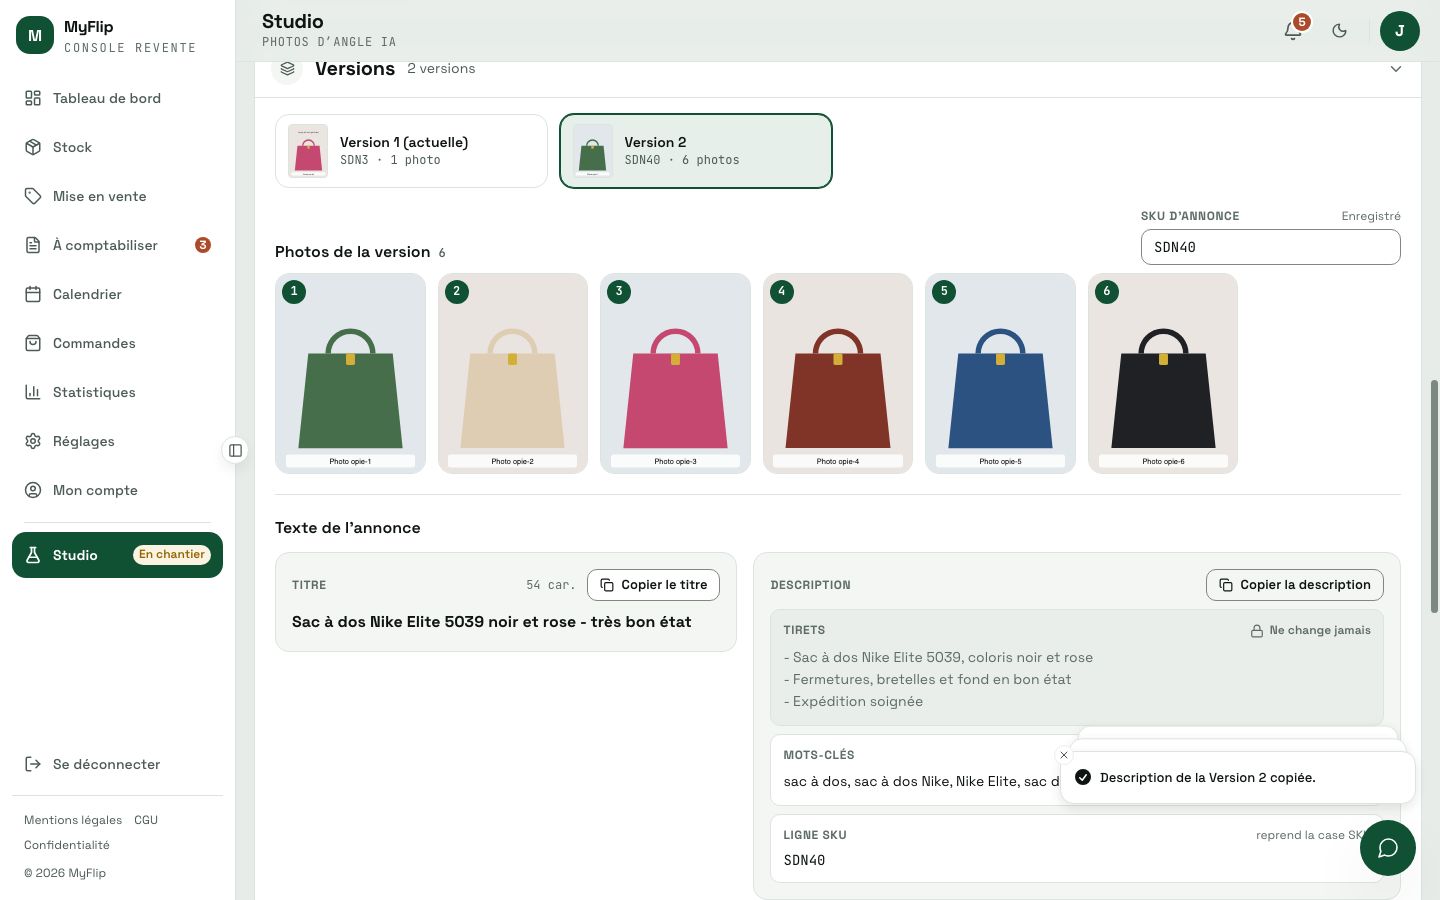 M
MyFlip
CONSOLE REVENTE
Tableau de bord
Stock
Mise en vente
À comptabiliser
3
Calendrier
Commandes
Statistiques
Réglages
Mon compte
Studio
En chantier
Se déconnecter
Mentions légales
CGU
Confidentialité
© 2026 MyFlip
Studio
PHOTOS D'ANGLE IA
5
J
Versions
2 versions
Version 1 (actuelle)
SDN3 · 1 photo
Version 2
SDN40 · 6 photos
SKU D'ANNONCE
Enregistré
SDN40
Photos de la version
6
1
2
3
4
5
6
Photo opie-1
Photo opie-2
Photo opie-3
Photo opie-4
Photo opie-5
Photo opie-6
Texte de l'annonce
TITRE
54 car.
Copier le titre
Sac à dos Nike Elite 5039 noir et rose - très bon état
DESCRIPTION
Copier la description
TIRETS
Ne change jamais
- Sac à dos Nike Elite 5039, coloris noir et rose
- Fermetures, bretelles et fond en bon état
- Expédition soignée
MOTS-CLÉS
sac à dos, sac à dos Nike, Nike Elite, sac
Description de la Version 2 copiée.
LIGNE SKU
reprend la case
SDN40